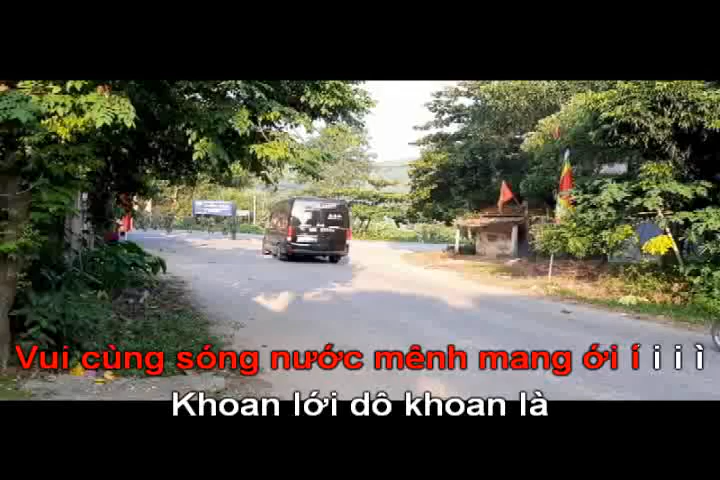 Vui cùng sóng nước mênh mang ới í i i ì
Khoan lới dô khoan là